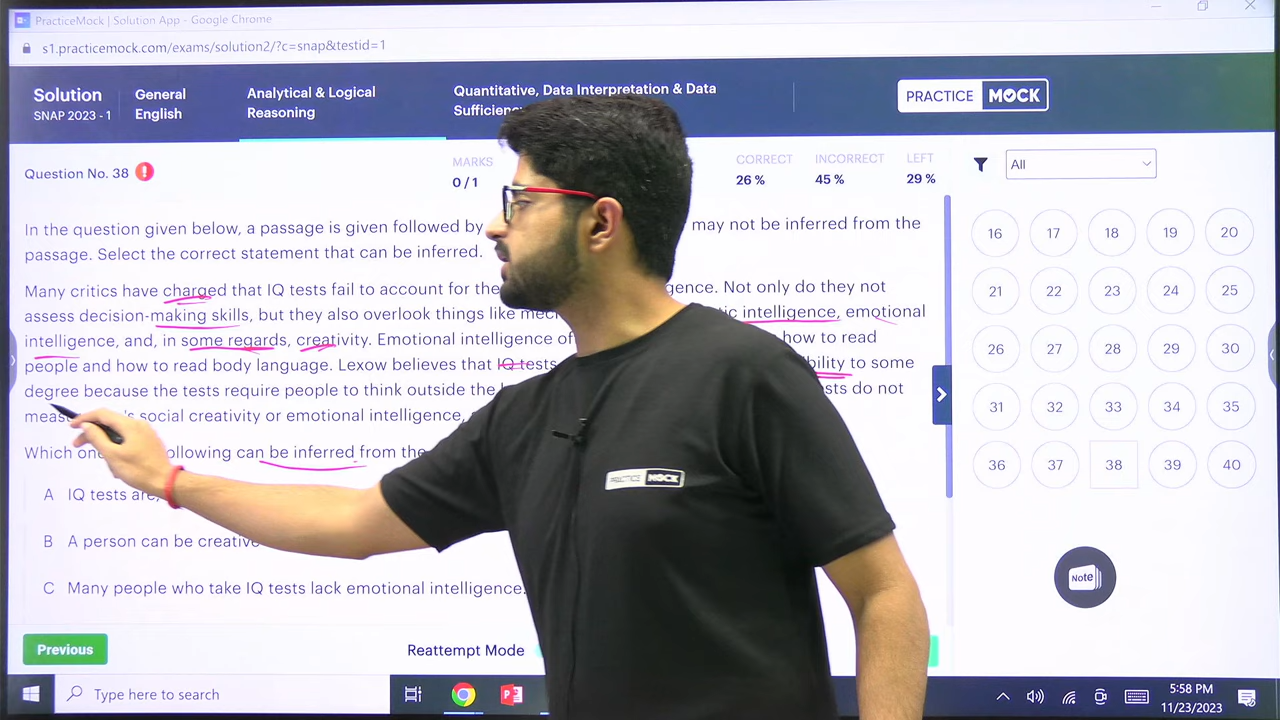 PracticeMock | Solution App - Google Chrome
s1.practicemock.com/exams/solution2/?c=snap&testid=1
Solution
SNAP 2023 - 1
General English
Analytical & Logical Reasoning
Quantitative, Data Interpretation & Data
PRACTICE MOCK
Question No. 38
MARKS
0 / 1
CORRECT
26 %
INCORRECT
45 %
LEFT
29 %
All
In the question given below, a passage is given followed by may not be inferred from the
passage. Select the correct statement that can be inferred.
Many critics have charged that IQ tests fail to account for the Not only do they not
assess decision-making skills, but they also overlook things like intelligence, emotional
intelligence, and, in some regards, creativity. Emotional intelligence how to read
people and how to read body language. Lexow believes that IQ tests to some
degree because the tests require people to think outside the do not
social creativity or emotional intelligence,
Which following can be inferred from the
A IQ tests are
B A person can be creative
C Many people who take IQ tests lack emotional intelligence.
Previous
Reattempt Mode
16 17 18 19 20
21 22 23 24 25
26 27 28 29 30
31 32 33 34 35
36 37 38 39 40
Note
PRACTICE MOCK
Type here to search
5:58 PM
11/23/2023